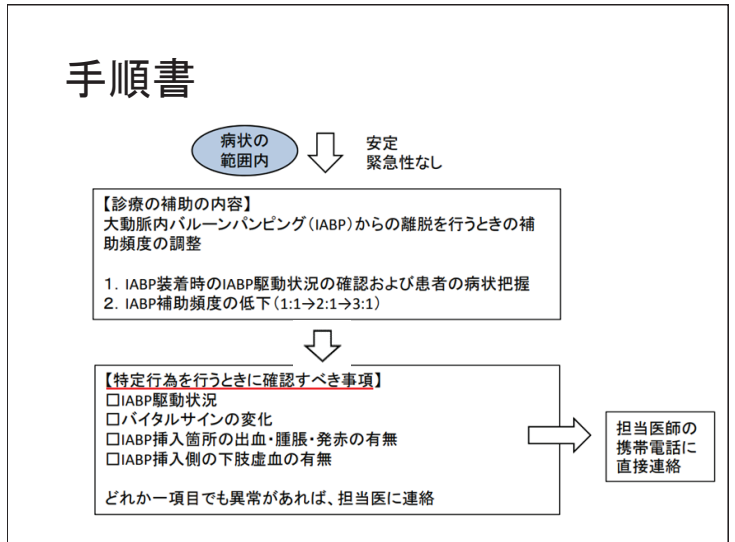 手順書
病状の
範囲内
安定
緊急性なし
【診療の補助の内容】
大動脈内バルーンパンピング(IABP)からの離脱を行うときの補
助頻度の調整
1. IABP装着時のIABP駆動状況の確認および患者の病状把握
2. IABP補助頻度の低下(1:1→2:1→3:1)
【特定行為を行うときに確認すべき事項】
□IABP駆動状況
□バイタルサインの変化
□IABP挿入箇所の出血・腫脹・発赤の有無
□IABP挿入側の下肢虚血の有無
どれか一項目でも異常があれば、担当医に連絡
担当医師の
携帯電話に
直接連絡